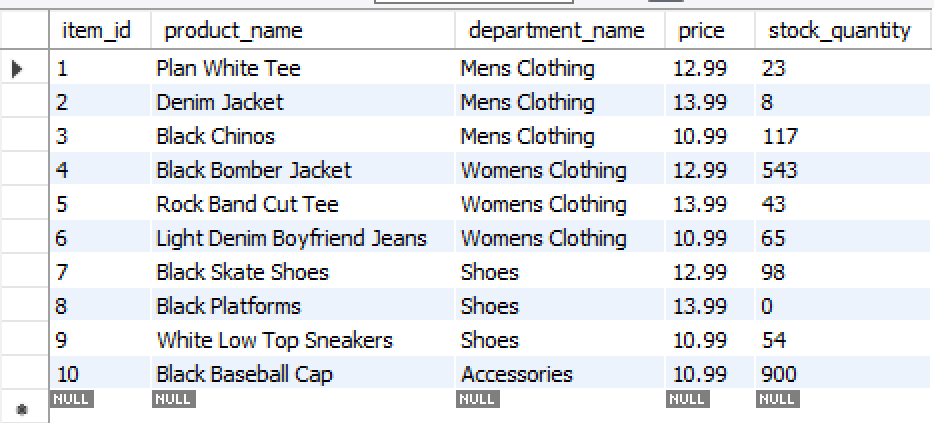 item_id product_name department_name price stock_quantity
1 Plan White Tee Mens Clothing 12.99 23
2 Denim Jacket Mens Clothing 13.99 8
3 Black Chinos Mens Clothing 10.99 117
4 Black Bomber Jacket Womens Clothing 12.99 543
5 Rock Band Cut Tee Womens Clothing 13.99 43
6 Light Denim Boyfriend Jeans Womens Clothing 10.99 65
7 Black Skate Shoes Shoes 12.99 98
8 Black Platforms Shoes 13.99 0
9 White Low Top Sneakers Shoes 10.99 54
10 Black Baseball Cap Accessories 10.99 900
NULL NULL NULL NULL NULL